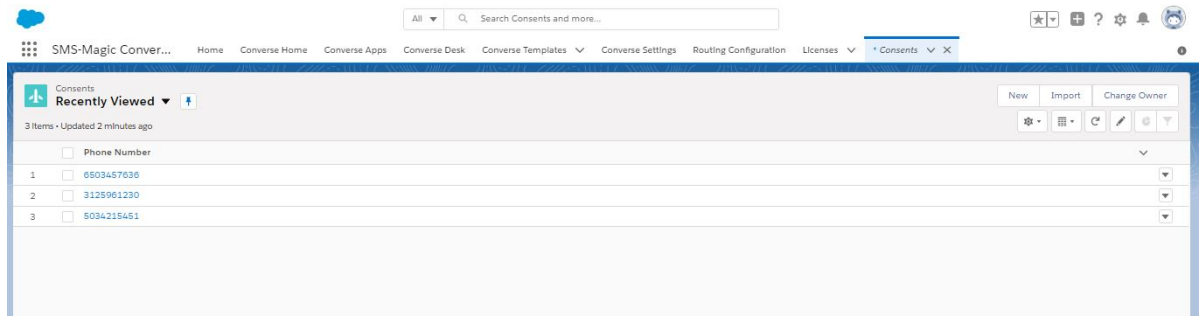 All Search Consents and more...
SMS-Magic Conver... Home Converse Home Converse Apps Converse Desk Converse Templates Converse Settings Routing Configuration Licenses * Consents
Consents
Recently Viewed
New Import Change Owner
3 items • Updated 2 minutes ago
Phone Number
1 6503457636
2 3125961230
3 5034215451